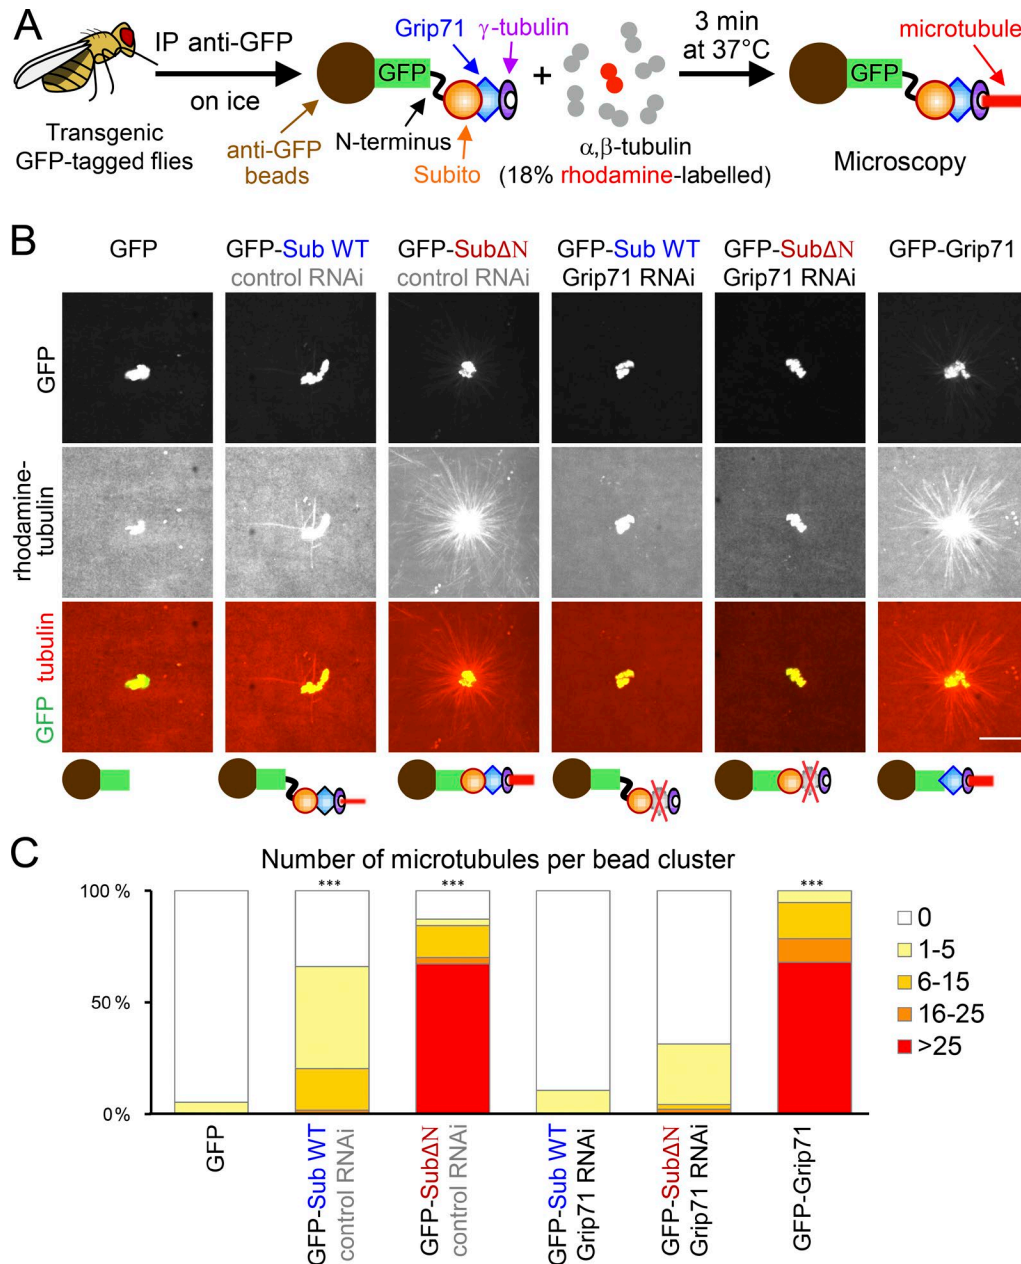 A
IP anti-GFP
on ice
Transgenic
GFP-tagged flies
anti-GFP
beads
GFP
N-terminus
Grip71
γ-tubulin
Subito
+
α,β-tubulin
(18% rhodamine-labelled)
3 min
at 37°C
GFP
microtubule
Microscopy
B
GFP
GFP-Sub WT
control RNAi
GFP-SubΔN
control RNAi
GFP-Sub WT
Grip71 RNAi
GFP-SubΔN
Grip71 RNAi
GFP-Grip71
GFP
rhodamine-
tubulin
GFP tubulin
C
Number of microtubules per bead cluster
100 %
50 %
0 %
***
***
***
0
1-5
6-15
16-25
>25
GFP
GFP-Sub WT
control RNAi
GFP-SubΔN
control RNAi
GFP-Sub WT
Grip71 RNAi
GFP-SubΔN
Grip71 RNAi
GFP-Grip71